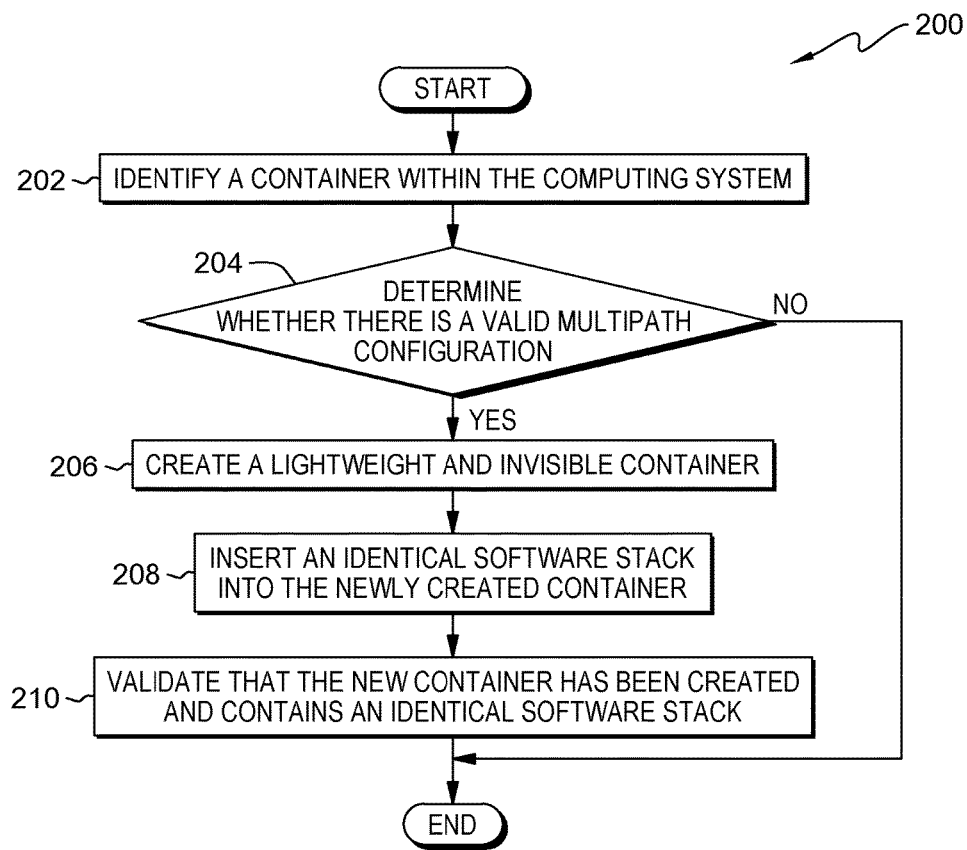 200
START
202
IDENTIFY A CONTAINER WITHIN THE COMPUTING SYSTEM
204
DETERMINE
WHETHER THERE IS A VALID MULTIPATH
CONFIGURATION
NO
YES
206
CREATE A LIGHTWEIGHT AND INVISIBLE CONTAINER
208
INSERT AN IDENTICAL SOFTWARE STACK
INTO THE NEWLY CREATED CONTAINER
210
VALIDATE THAT THE NEW CONTAINER HAS BEEN CREATED
AND CONTAINS AN IDENTICAL SOFTWARE STACK
END